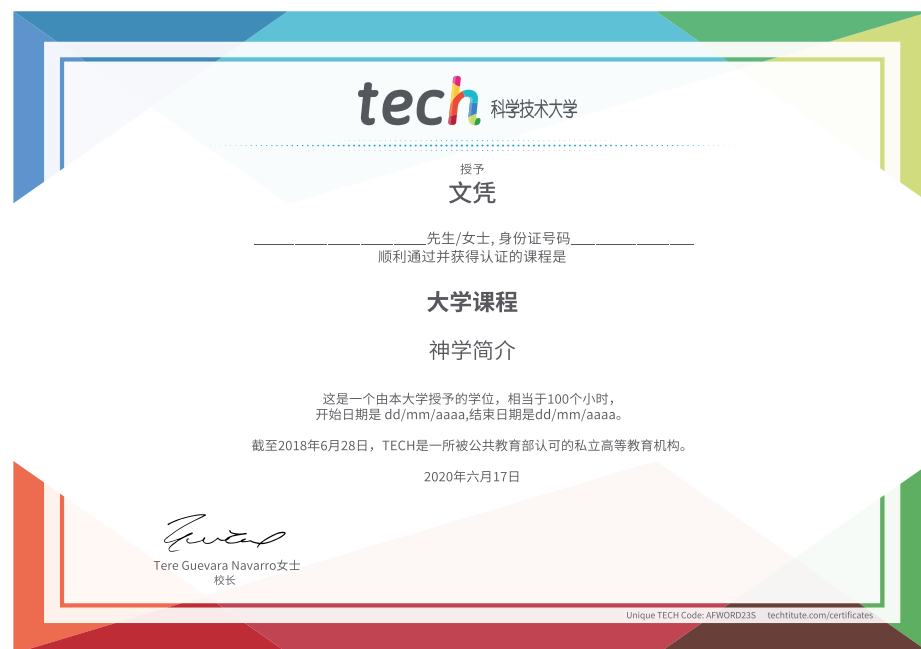 tech 科学技术大学
授予
文凭
____________________先生/女士, 身份证号码_______________
顺利通过并获得认证的课程是
大学课程
神学简介
这是一个由本大学授予的学位，相当于100个小时，
开始日期是 dd/mm/aaaa,结束日期是dd/mm/aaaa。
截至2018年6月28日，TECH是一所被公共教育部认可的私立高等教育机构。
2020年六月17日
Tere Guevara Navarro女士
校长
Unique TECH Code: AFWORD23S techtitute.com/certificates